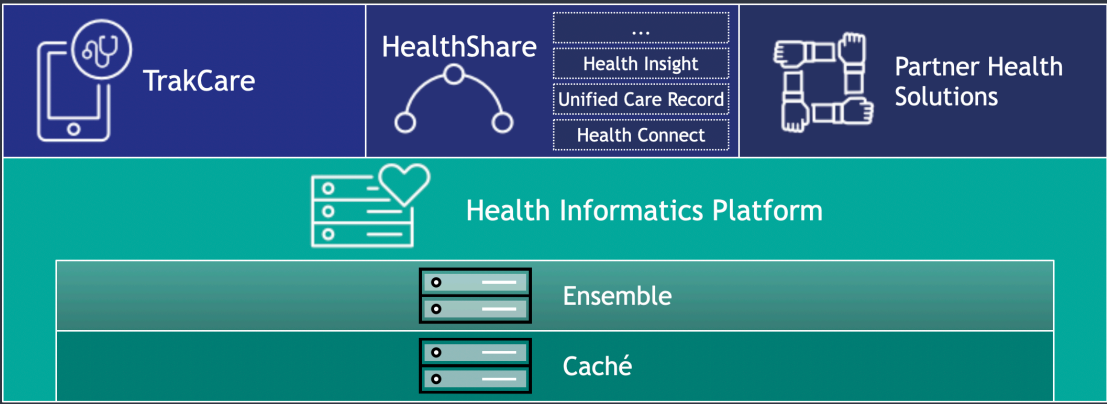 TrakCare
HealthShare
...
Health Insight
Unified Care Record
Health Connect
Partner Health
Solutions
Health Informatics Platform
Ensemble
Caché